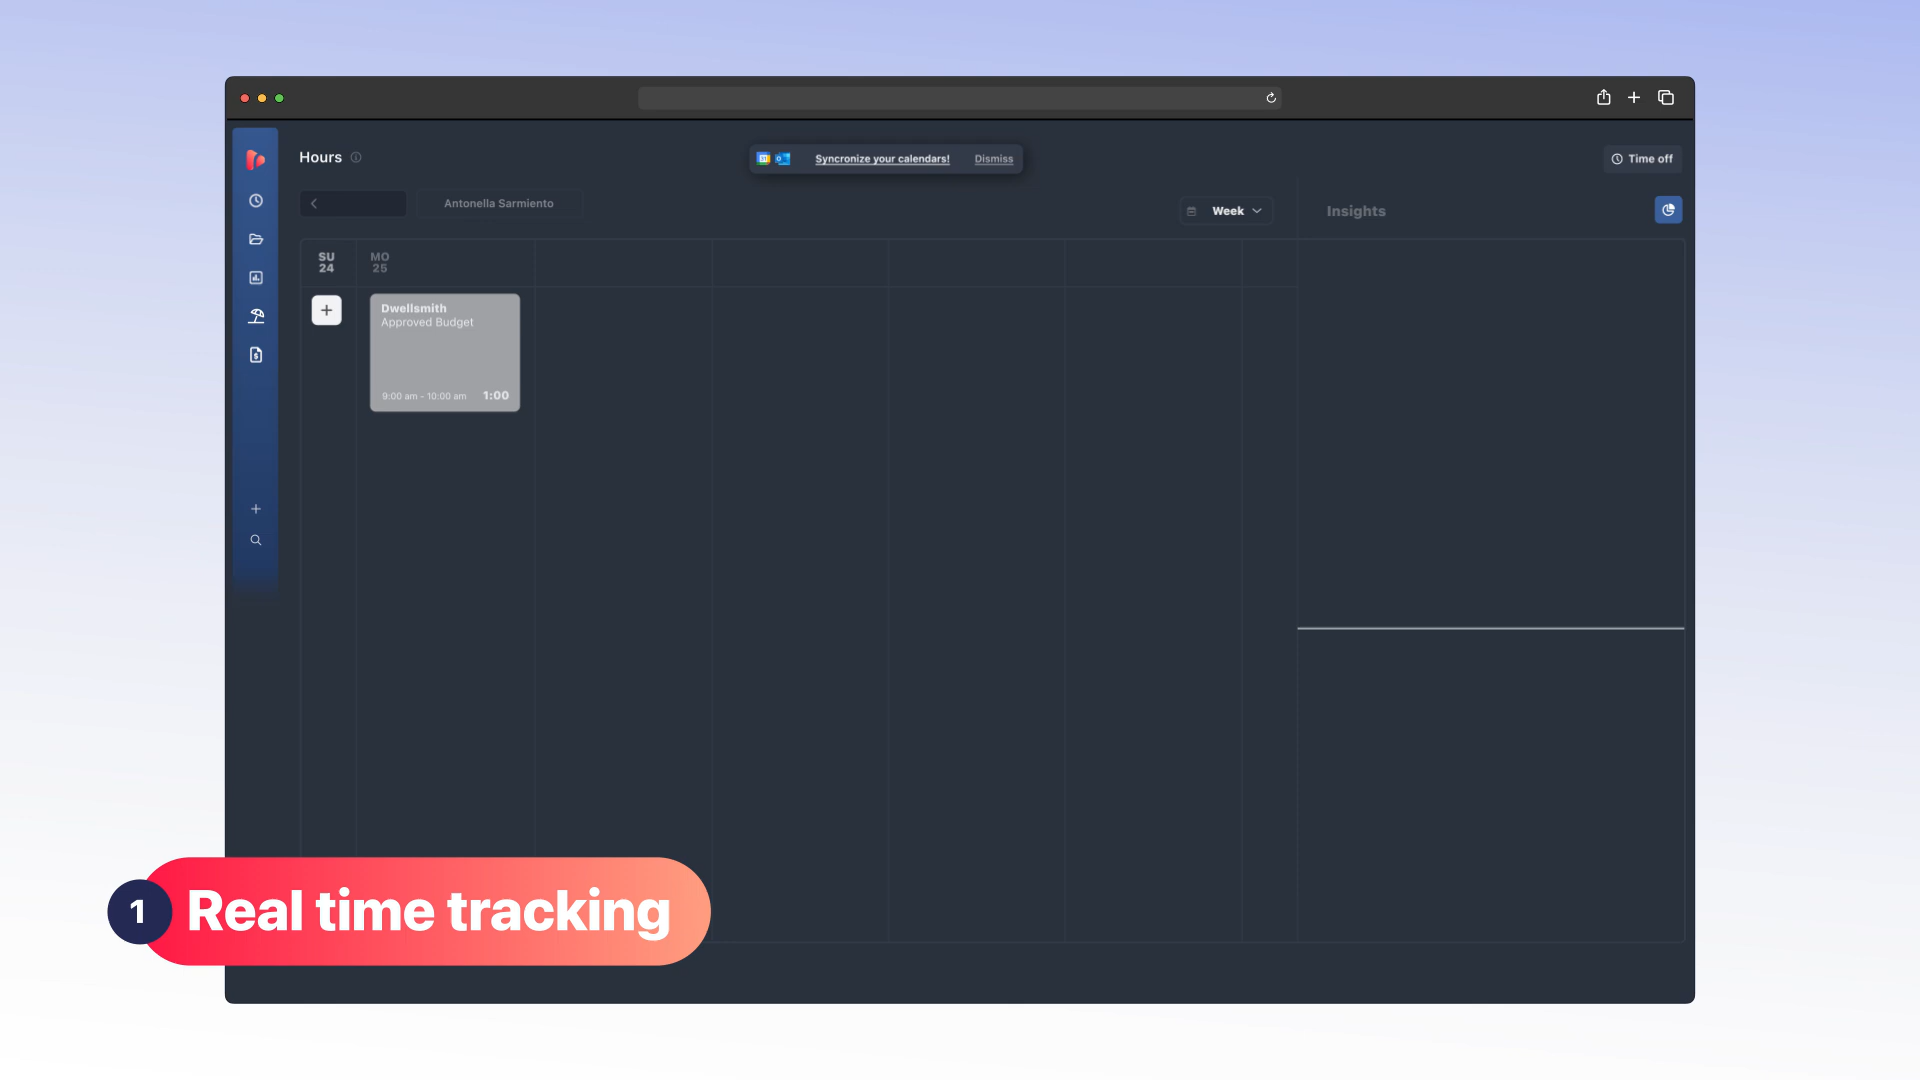 Hours
Syncronize your calendars!
Dismiss
Time off
Antonella Sarmiento
Week
Insights
SU
24
MO
25
Dwellsmith
Approved Budget
9:00 am - 10:00 am
1:00
1
Real time tracking